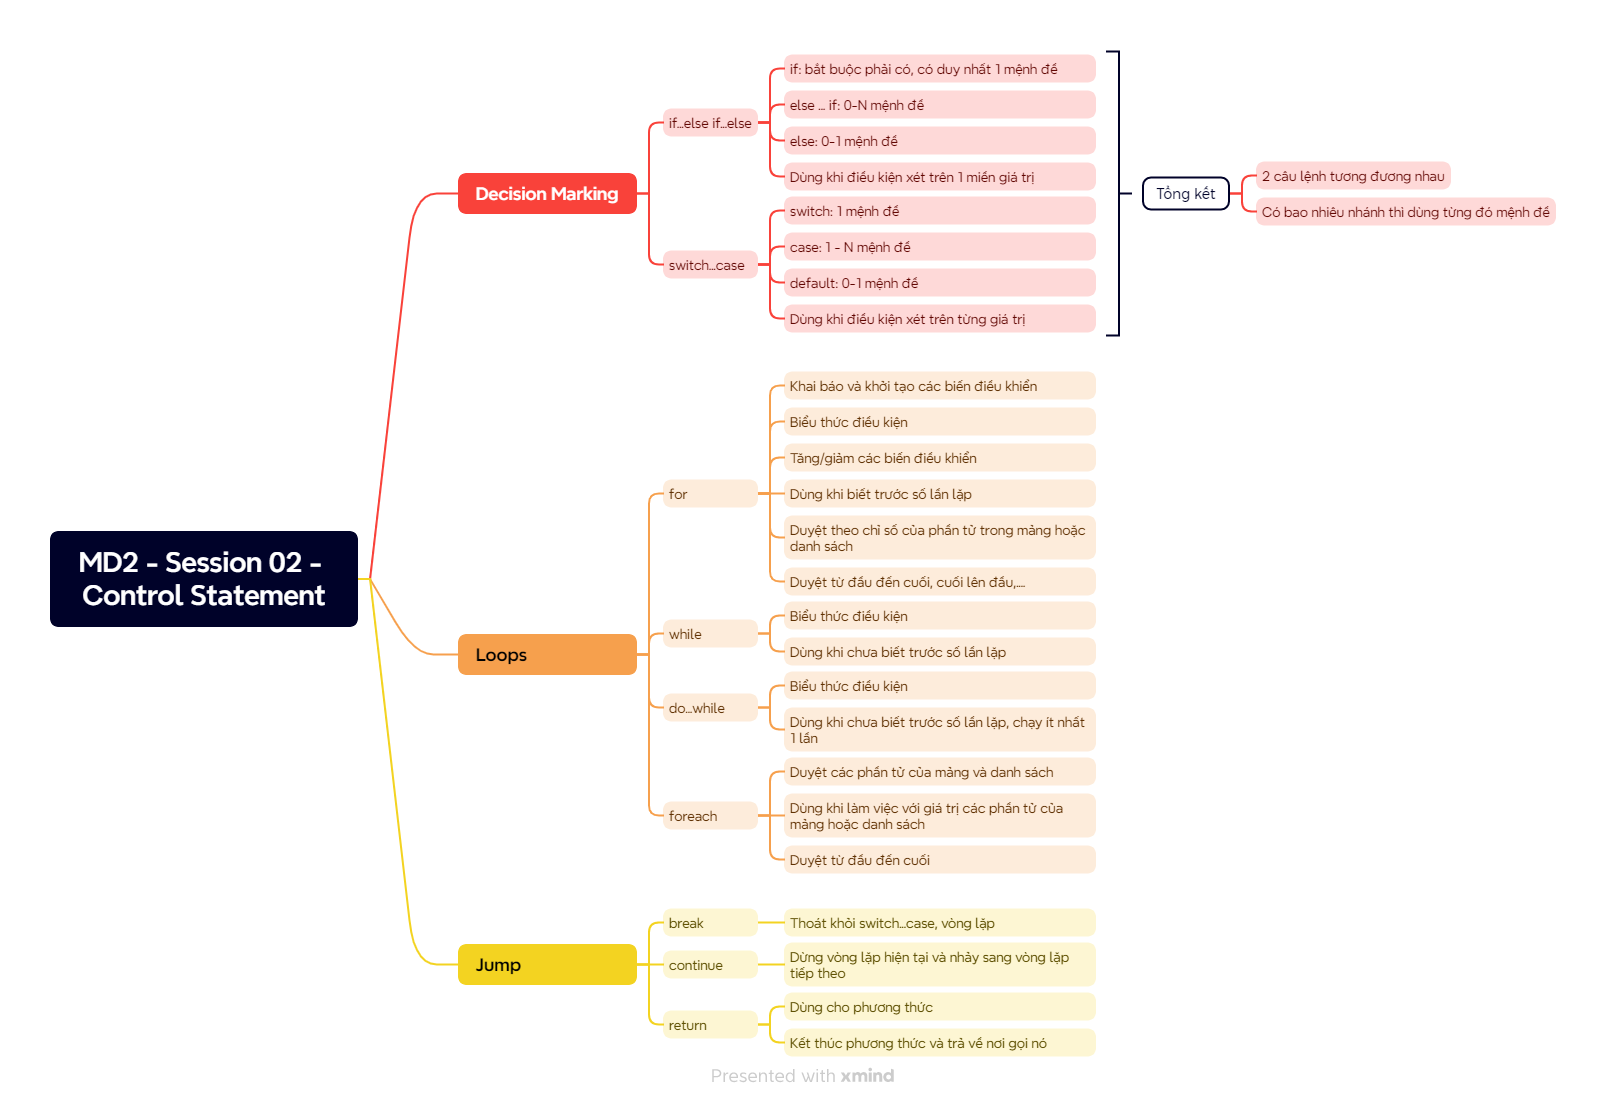 MD2 - Session 02 -
Control Statement
Decision Marking
if...else if...else
if: bắt buộc phải có, có duy nhất 1 mệnh đề
else ... if: 0-N mệnh đề
else: 0-1 mệnh đề
Dùng khi điều kiện xét trên 1 miền giá trị
switch...case
switch: 1 mệnh đề
case: 1 - N mệnh đề
default: 0-1 mệnh đề
Dùng khi điều kiện xét trên từng giá trị
Tổng kết
2 câu lệnh tương đương nhau
Có bao nhiêu nhánh thì dùng từng đó mệnh đề
Loops
for
Khai báo và khởi tạo các biến điều khiển
Biểu thức điều kiện
Tăng/giảm các biến điều khiển
Dùng khi biết trước số lần lặp
Duyệt theo chỉ số của phần tử trong mảng hoặc
danh sách
Duyệt từ đầu đến cuối, cuối lên đầu,....
while
Biểu thức điều kiện
Dùng khi chưa biết trước số lần lặp
do...while
Biểu thức điều kiện
Dùng khi chưa biết trước số lần lặp, chạy ít nhất
1 lần
foreach
Duyệt các phần tử của mảng và danh sách
Dùng khi làm việc với giá trị các phần tử của
mảng hoặc danh sách
Duyệt từ đầu đến cuối
Jump
break
Thoát khỏi switch...case, vòng lặp
continue
Dừng vòng lặp hiện tại và nhảy sang vòng lặp
tiếp theo
return
Dùng cho phương thức
Kết thúc phương thức và trả về nơi gọi nó
Presented with xmind